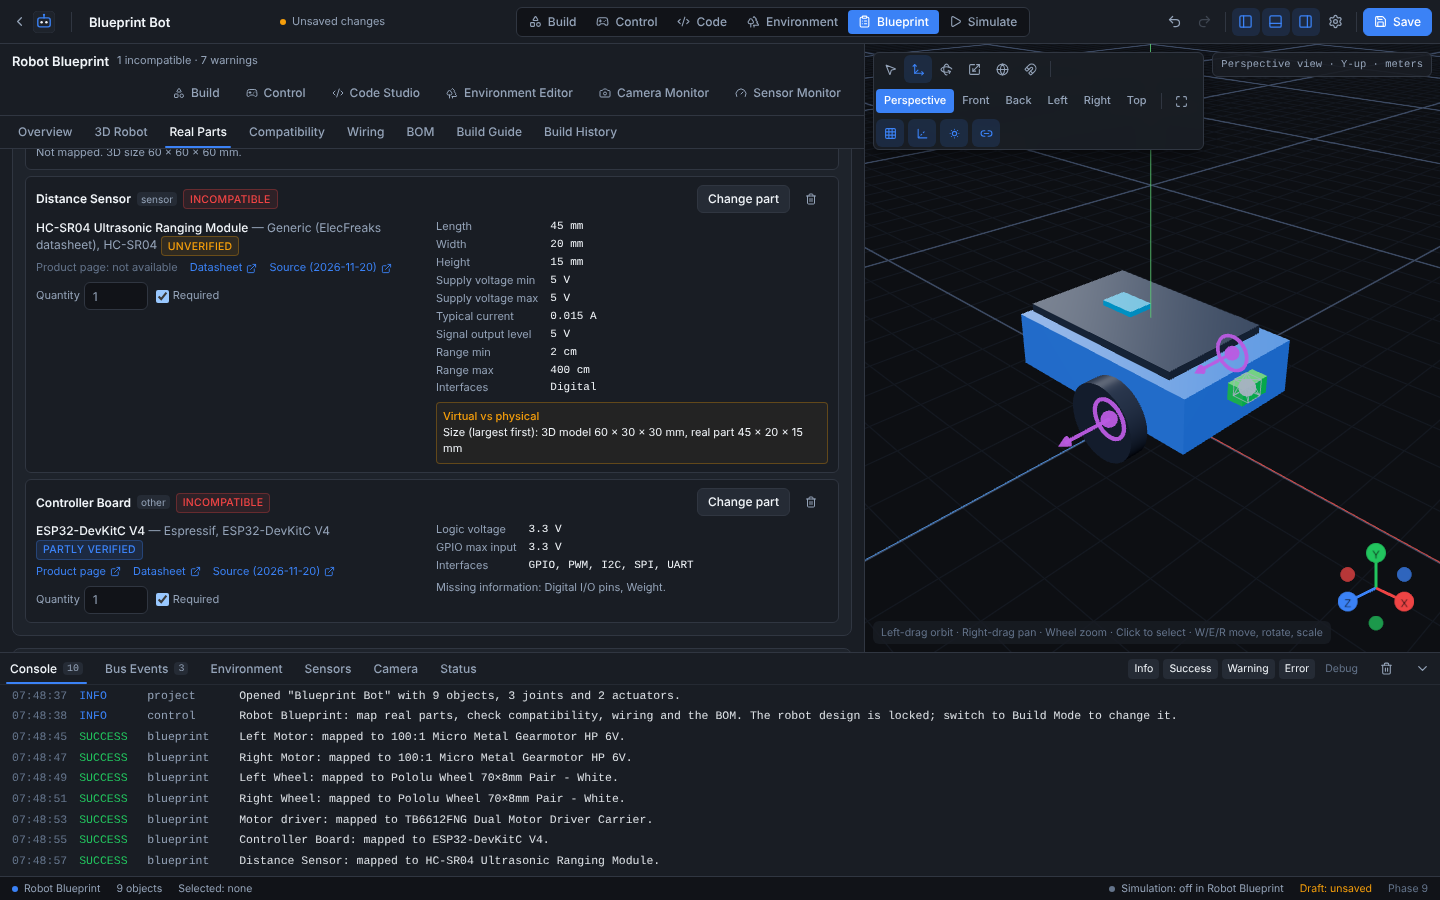 Blueprint Bot
Unsaved changes
Build
Control
Code
Environment
Blueprint
Simulate
Save
Robot Blueprint 1 incompatible · 7 warnings
Build
Control
Code Studio
Environment Editor
Camera Monitor
Sensor Monitor
Overview
3D Robot
Real Parts
Compatibility
Wiring
BOM
Build Guide
Build History
Not mapped. 3D size 60 × 60 × 60 mm.
Distance Sensor sensor INCOMPATIBLE
Change part
HC-SR04 Ultrasonic Ranging Module — Generic (ElecFreaks
datasheet), HC-SR04 UNVERIFIED
Product page: not available Datasheet Source (2026-11-20)
Quantity 1 Required
Length 45 mm
Width 20 mm
Height 15 mm
Supply voltage min 5 V
Supply voltage max 5 V
Typical current 0.015 A
Signal output level 5 V
Range min 2 cm
Range max 400 cm
Interfaces Digital
Virtual vs physical
Size (largest first): 3D model 60 × 30 × 30 mm, real part 45 × 20 × 15
mm
Controller Board other INCOMPATIBLE
Change part
ESP32-DevKitC V4 — Espressif, ESP32-DevKitC V4
PARTLY VERIFIED
Product page Datasheet Source (2026-11-20)
Quantity 1 Required
Logic voltage 3.3 V
GPIO max input 3.3 V
Interfaces GPIO, PWM, I2C, SPI, UART
Missing information: Digital I/O pins, Weight.
Perspective view · Y-up · meters
Perspective
Front
Back
Left
Right
Top
Y
Z
X
Left-drag orbit · Right-drag pan · Wheel zoom · Click to select · W/E/R move, rotate, scale
Console 10
Bus Events 3
Environment
Sensors
Camera
Status
Info
Success
Warning
Error
Debug
07:48:37 INFO project Opened "Blueprint Bot" with 9 objects, 3 joints and 2 actuators.
07:48:38 INFO control Robot Blueprint: map real parts, check compatibility, wiring and the BOM. The robot design is locked; switch to Build Mode to change it.
07:48:45 SUCCESS blueprint Left Motor: mapped to 100:1 Micro Metal Gearmotor HP 6V.
07:48:47 SUCCESS blueprint Right Motor: mapped to 100:1 Micro Metal Gearmotor HP 6V.
07:48:49 SUCCESS blueprint Left Wheel: mapped to Pololu Wheel 70×8mm Pair - White.
07:48:51 SUCCESS blueprint Right Wheel: mapped to Pololu Wheel 70×8mm Pair - White.
07:48:53 SUCCESS blueprint Motor driver: mapped to TB6612FNG Dual Motor Driver Carrier.
07:48:55 SUCCESS blueprint Controller Board: mapped to ESP32-DevKitC V4.
07:48:57 SUCCESS blueprint Distance Sensor: mapped to HC-SR04 Ultrasonic Ranging Module.
Robot Blueprint 9 objects Selected: none
Simulation: off in Robot Blueprint Draft: unsaved Phase 9